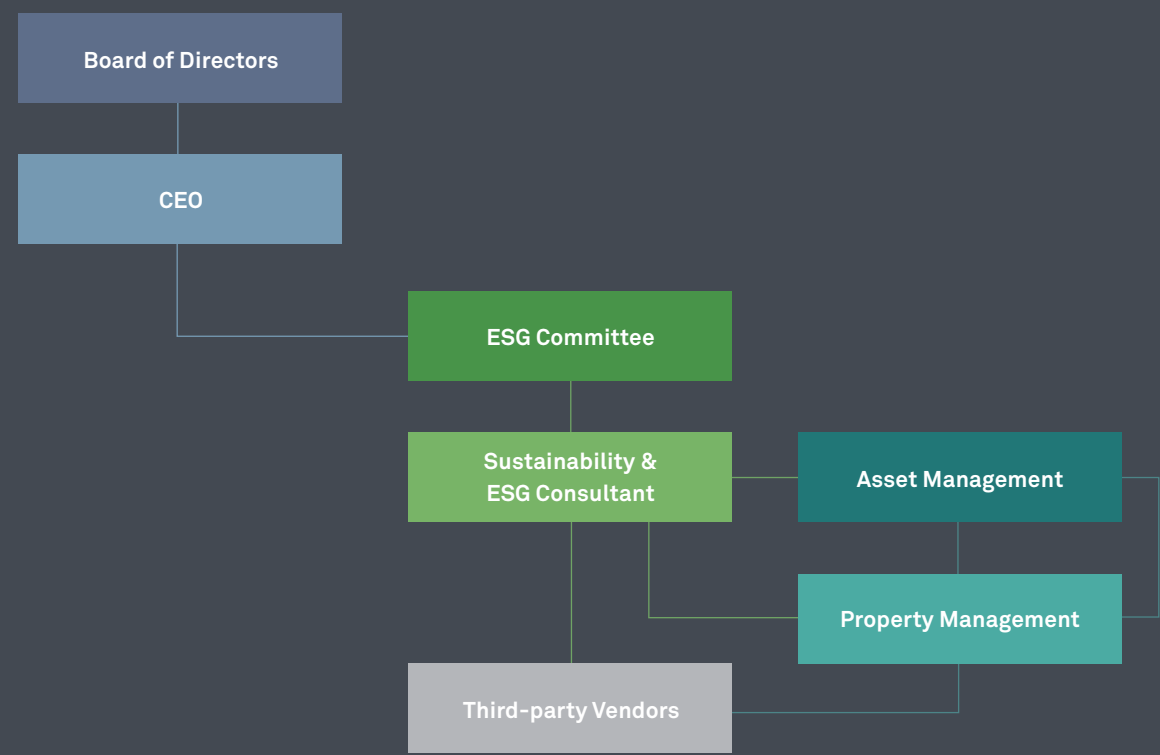 Board of Directors
CEO
ESG Committee
Sustainability &
ESG Consultant
Asset Management
Property Management
Third-party Vendors